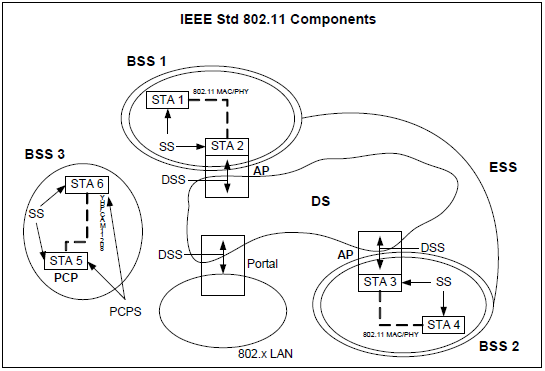 IEEE Std 802.11 Components
BSS 1
802.11 MAC/PHY
STA 1
SS
STA 2
AP
DSS
ESS
BSS 3
STA 6
SS
STA 5
PCP
PCPS
DS
DSS
Portal
802.x LAN
AP
DSS
STA 3
SS
STA 4
802.11 MAC/PHY
BSS 2